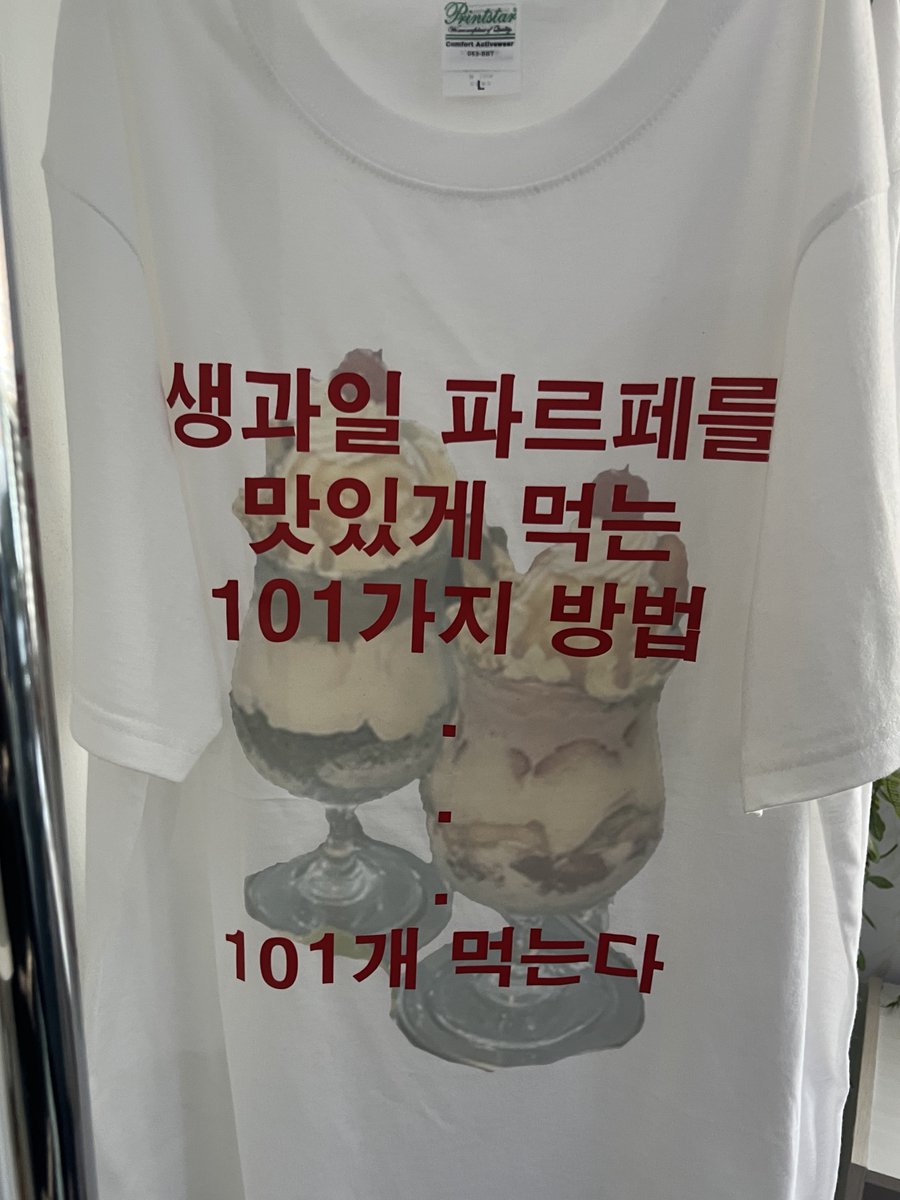 Printstar
Comfort Activewear
L
생과일 파르페를
맛있게 먹는
101가지 방법
.
.
.
101개 먹는다